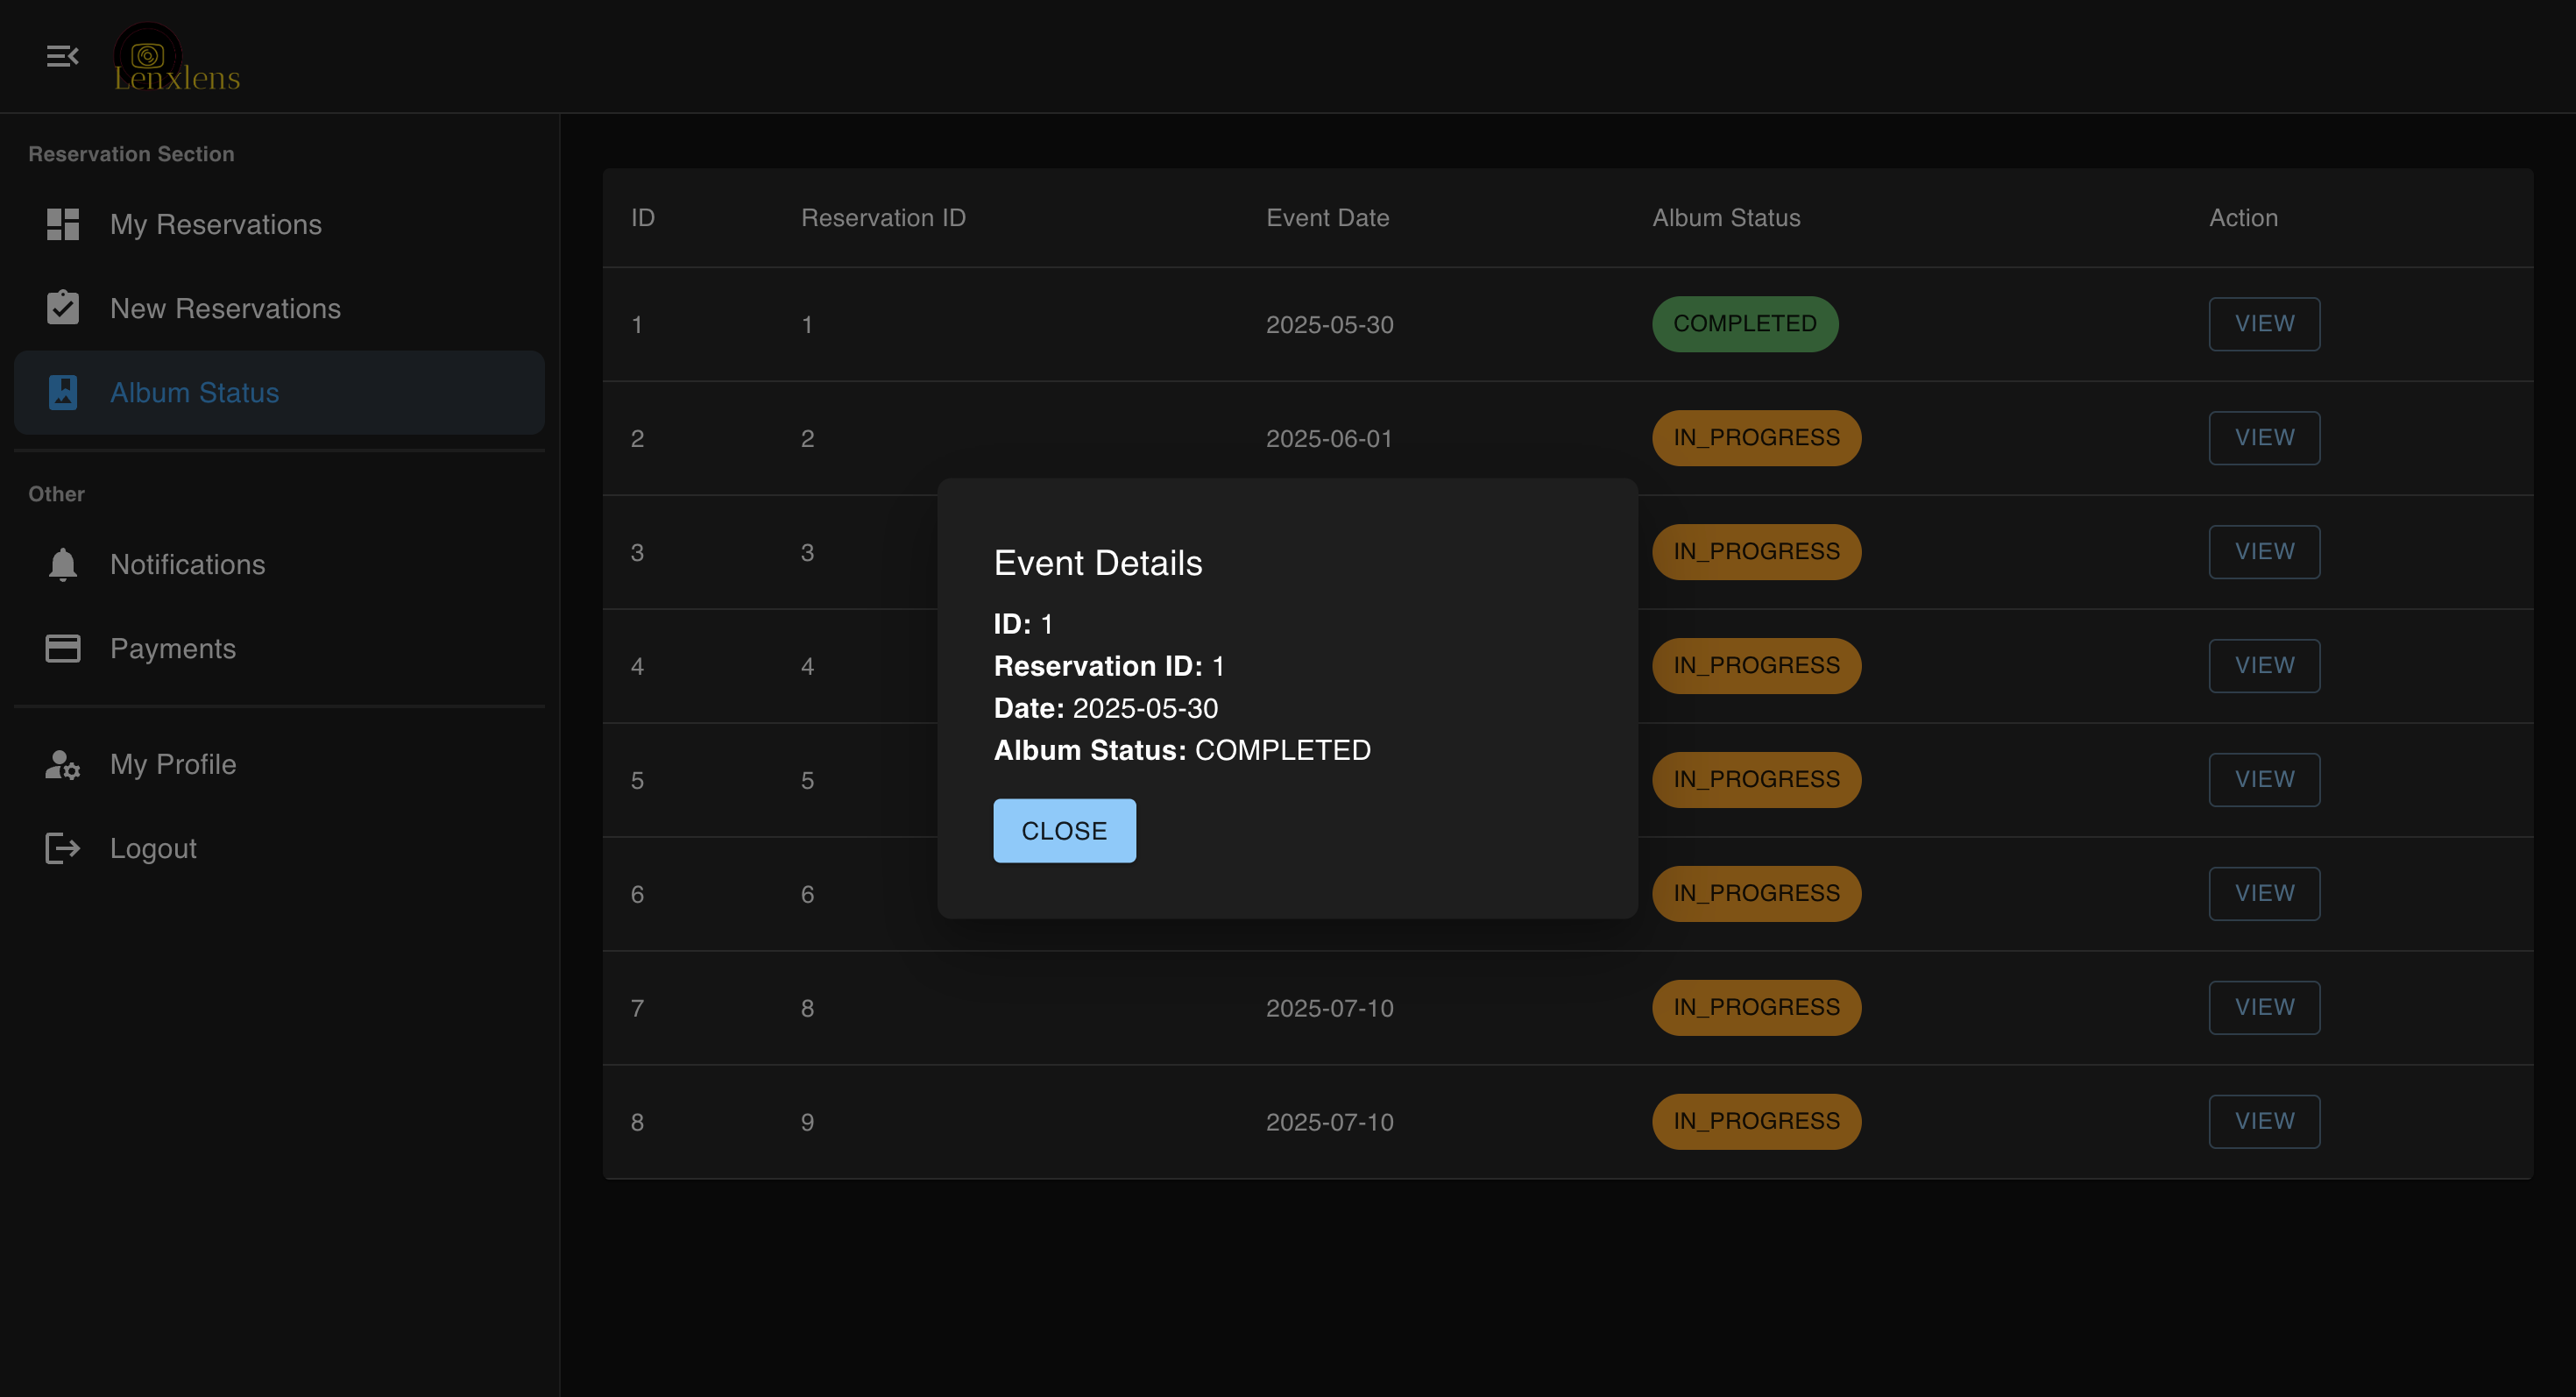 Lenxlens
Reservation Section
My Reservations
New Reservations
Album Status
Other
Notifications
Payments
My Profile
Logout
ID Reservation ID Event Date Album Status Action
1 1 2025-05-30 COMPLETED VIEW
2 2 2025-06-01 IN_PROGRESS VIEW
3 3 IN_PROGRESS VIEW
4 4 IN_PROGRESS VIEW
5 5 IN_PROGRESS VIEW
6 6 IN_PROGRESS VIEW
7 8 2025-07-10 IN_PROGRESS VIEW
8 9 2025-07-10 IN_PROGRESS VIEW
Event Details
ID: 1
Reservation ID: 1
Date: 2025-05-30
Album Status: COMPLETED
CLOSE